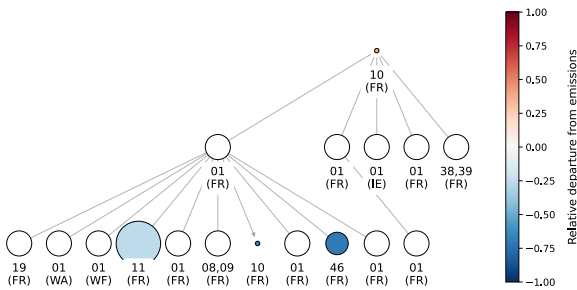 10
(FR)
01
(FR)
01
(FR)
01
(IE)
01
(FR)
38,39
(FR)
19
(FR)
01
(WA)
01
(WF)
11
(FR)
01
(FR)
08,09
(FR)
10
(FR)
01
(FR)
46
(FR)
01
(FR)
01
(FR)
1.00
0.75
0.50
0.25
0.00
−0.25
−0.50
−0.75
−1.00
Relative departure from emissions